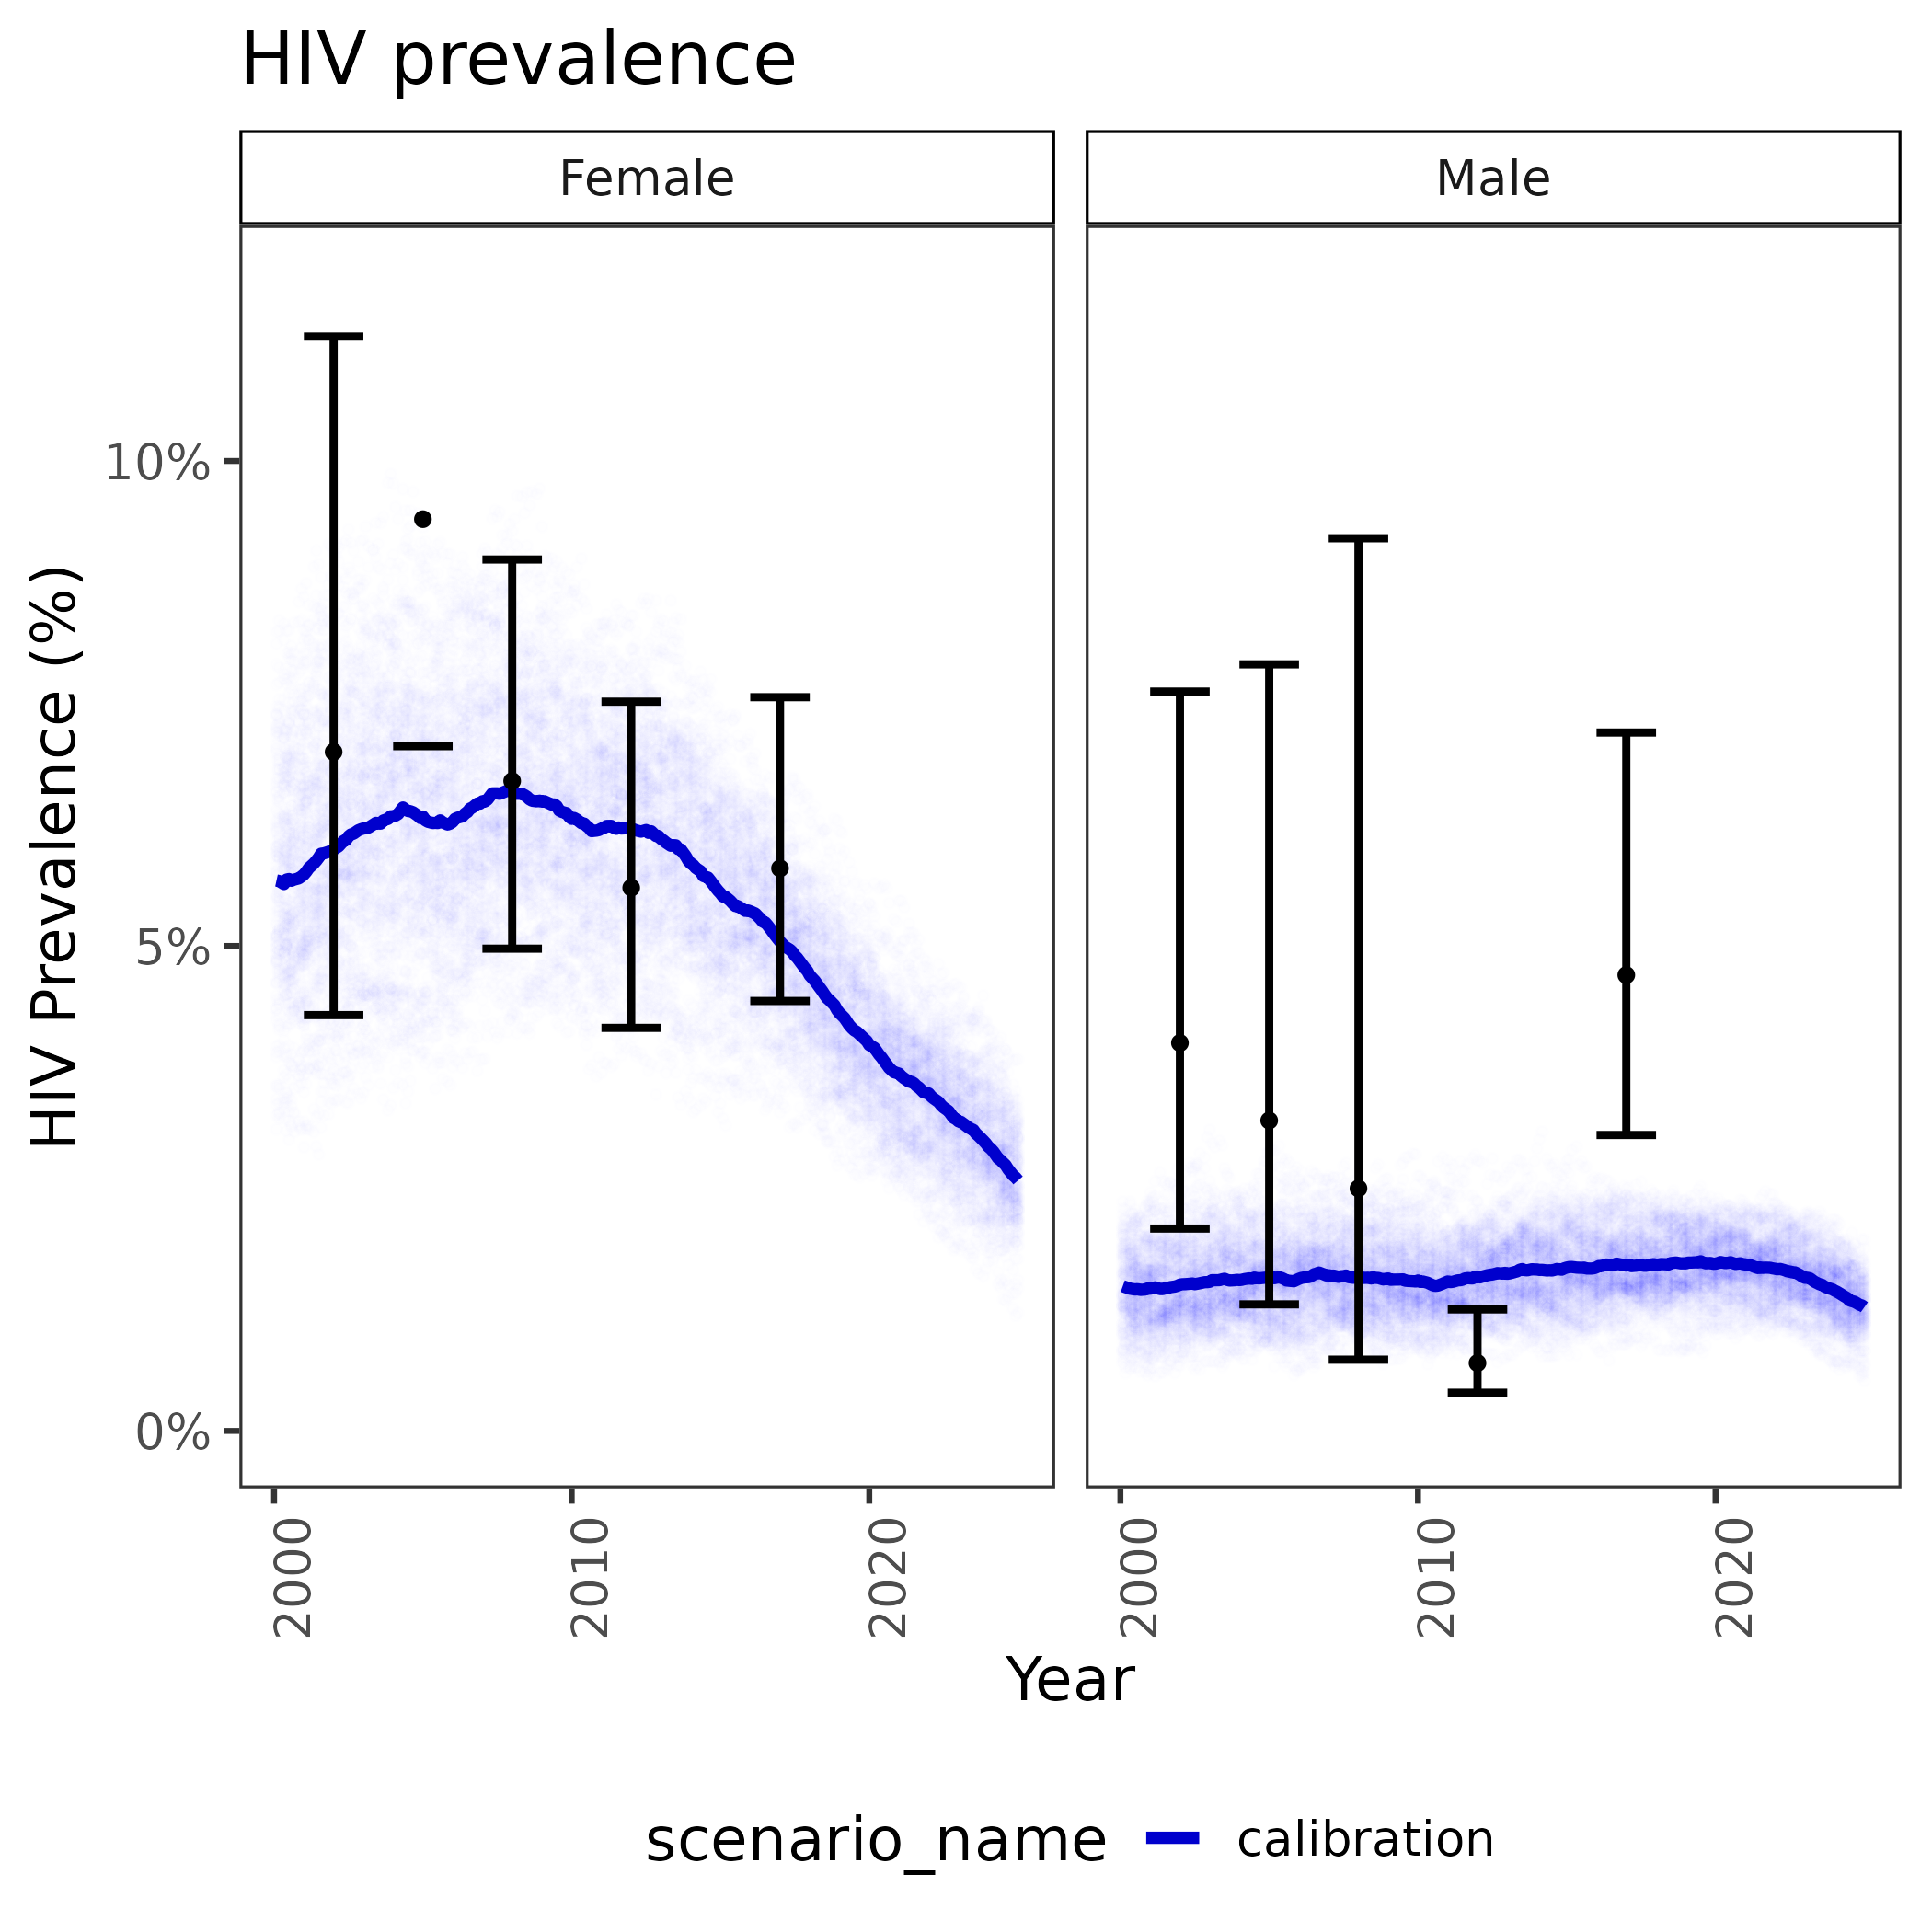 HIV prevalence
Female
Male
HIV Prevalence (%)
10%
5%
0%
2000
2010
2020
2000
2010
2020
Year
scenario_name
calibration